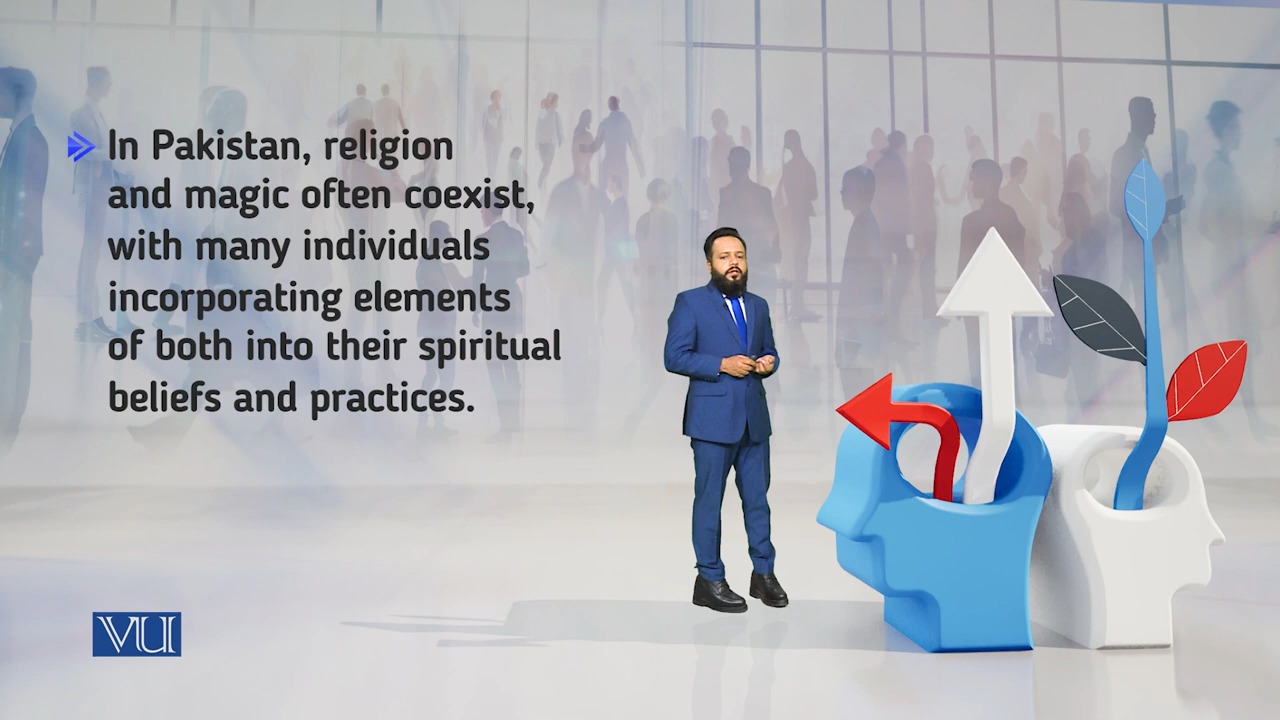 In Pakistan, religion
and magic often coexist,
with many individuals
incorporating elements
of both into their spiritual
beliefs and practices.
VU